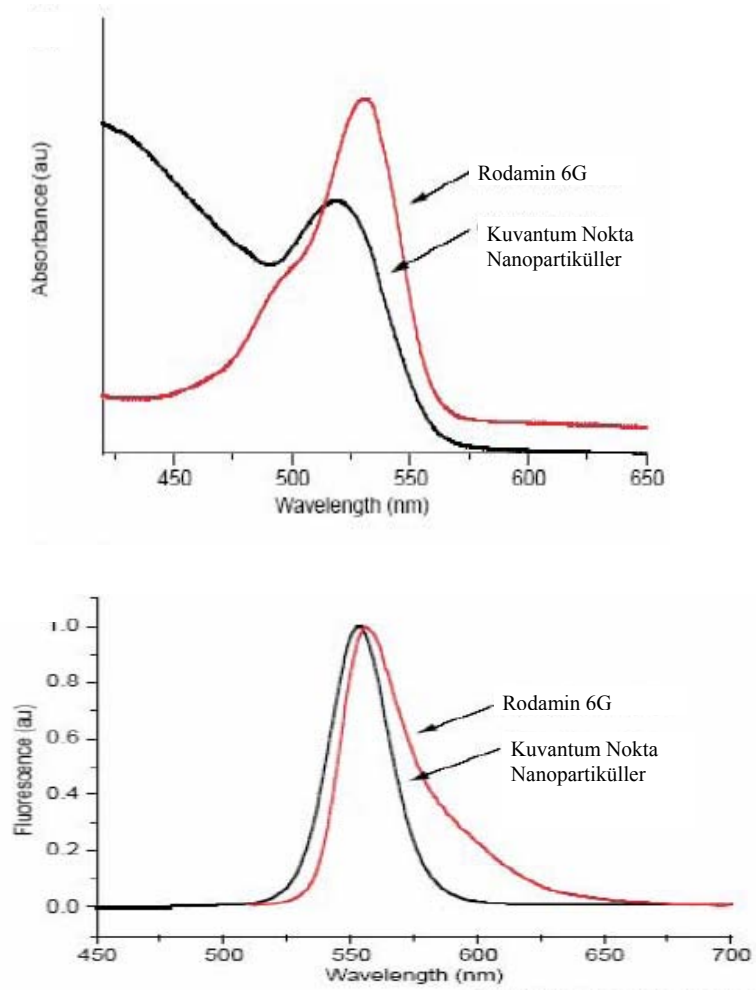 Absorbance (au)
Rodamin 6G
Kuvantum Nokta
Nanopartiküller
450 500 550 600 650
Wavelength (nm)
1.0
0.8
0.6
0.4
0.2
0.0
Fluorescence (au)
Rodamin 6G
Kuvantum Nokta
Nanopartiküller
450 500 550 600 650 700
Wavelength (nm)